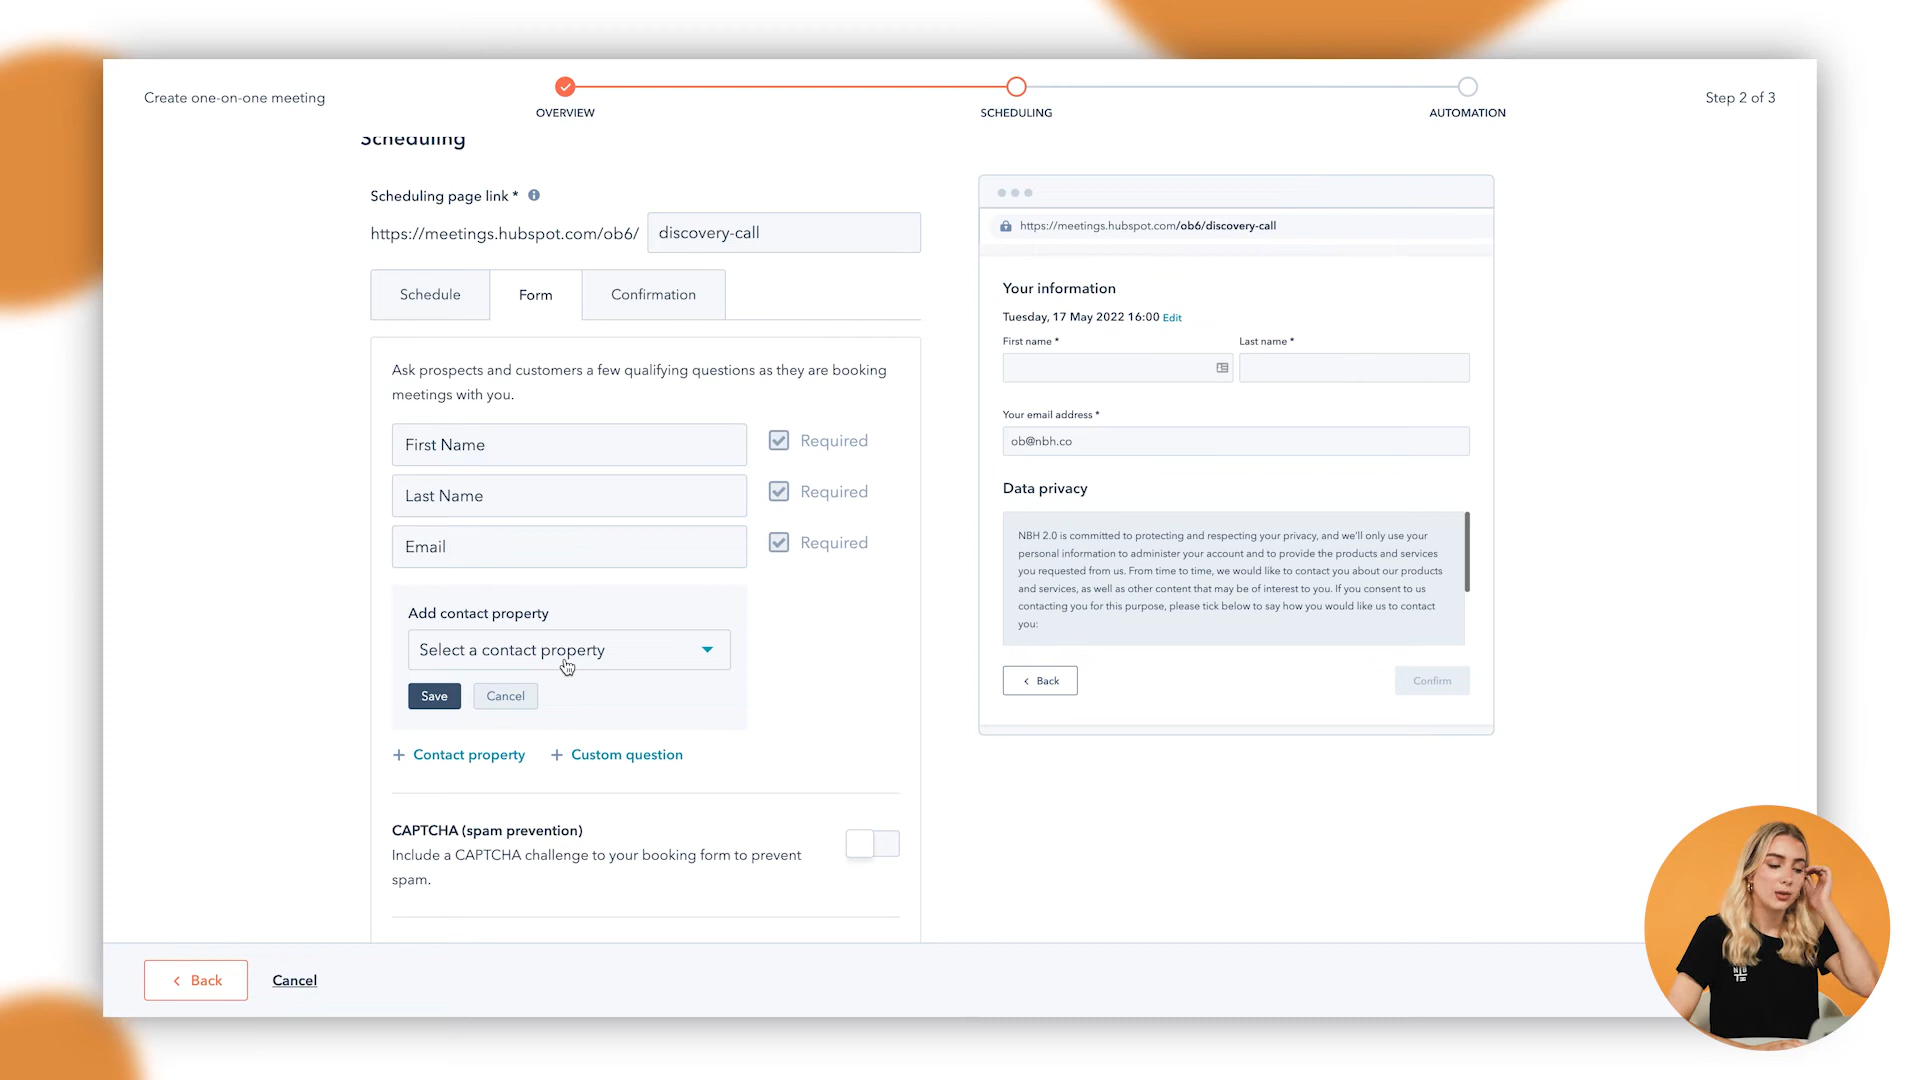 Create one-on-one meeting
OVERVIEW
SCHEDULING
AUTOMATION
Step 2 of 3
Scheduling
Scheduling page link *
https://meetings.hubspot.com/ob6/
discovery-call
Schedule
Form
Confirmation
Ask prospects and customers a few qualifying questions as they are booking
meetings with you.
First Name
Required
Last Name
Required
Email
Required
Add contact property
Select a contact property
Save
Cancel
+ Contact property
+ Custom question
CAPTCHA (spam prevention)
Include a CAPTCHA challenge to your booking form to prevent
spam.
Back
Cancel
https://meetings.hubspot.com/ob6/discovery-call
Your information
Tuesday, 17 May 2022 16:00 Edit
First name *
Last name *
Your email address *
ob@nbh.co
Data privacy
NBH 2.0 is committed to protecting and respecting your privacy, and we'll only use your
personal information to administer your account and to provide the products and services
you requested from us. From time to time, we would like to contact you about our products
and services, as well as other content that may be of interest to you. If you consent to us
contacting you for this purpose, please tick below to say how you would like us to contact
you:
Back
Confirm